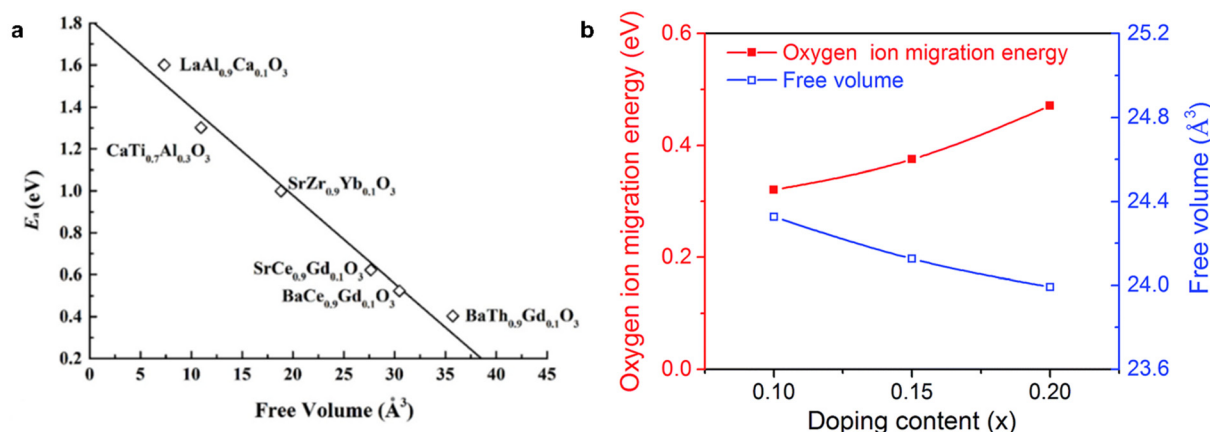 a
1.8
1.6
1.4
1.2
1.0
0.8
0.6
0.4
0.2
Eₐ (eV)
LaAl₀.₉Ca₀.₁O₃
CaTi₀.₇Al₀.₃O₃
SrZr₀.₉Yb₀.₁O₃
SrCe₀.₉Gd₀.₁O₃
BaCe₀.₉Gd₀.₁O₃
BaTh₀.₉Gd₀.₁O₃
0 5 10 15 20 25 30 35 40 45
Free Volume (Å³)
b
Oxygen ion migration energy (eV)
0.6
0.4
0.2
0.0
Oxygen ion migration energy
Free volume
25.2
24.8
24.4
24.0
23.6
Free volume (Å³)
0.10 0.15 0.20
Doping content (x)